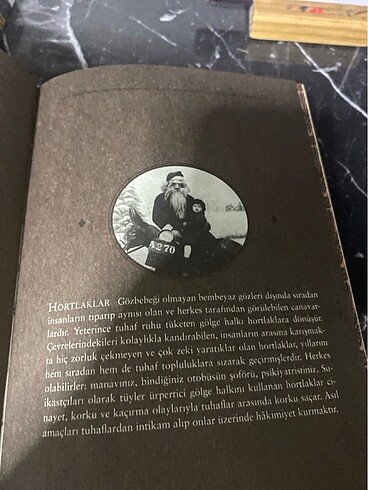 A270
HORTLAKLAR Gözbebeği olmayan bembeyaz gözleri dışında sıradan
insanların tıpatıp aynısı olan ve herkes tarafından görülebilen canavar-
lardır. Yeterince tuhaf ruhu tüketen gölge halkı hortlaklara dönüşür.
Çevrelerindekileri kolaylıkla kandırabilen, insanların arasına karışmak-
ta hiç zorluk çekmeyen ve çok zeki yaratıklar olan hortlaklar, yıllarını
hem sıradan hem de tuhaf topluluklara sızarak geçirmişlerdir. Herkes
olabilirler: manavınız, bindiğiniz otobüsün şoförü, psikiyatristiniz. Su-
ikastçıları olarak tüyler ürpertici gölge halkını kullanan hortlaklar ci-
nayet, korku ve kaçırma olaylarıyla tuhaflar arasında korku saçar. Asıl
amaçları tuhaflardan intikam alıp onlar üzerinde hâkimiyet kurmaktır.